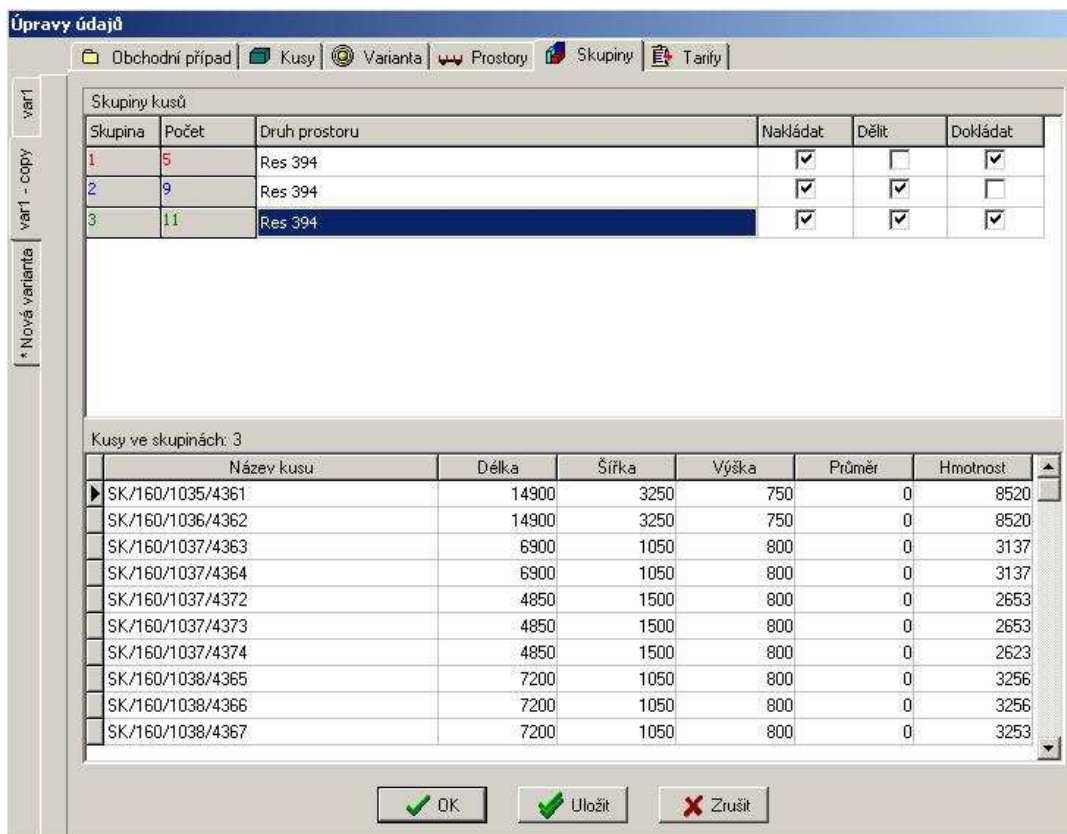 Úpravy údajů
Obchodní případ Kusy Varianta Prostory Skupiny Tarify
var1
var1 - copy
* Nová varianta
Skupiny kusů
Skupina Počet Druh prostoru Nakládat Dělit Dokládat
1 5 Res 394
2 9 Res 394
3 11 Res 394
Kusy ve skupinách: 3
Název kusu Délka Šířka Výška Průměr Hmotnost
SK/160/1035/4361 14900 3250 750 0 8520
SK/160/1036/4362 14900 3250 750 0 8520
SK/160/1037/4363 6900 1050 800 0 3137
SK/160/1037/4364 6900 1050 800 0 3137
SK/160/1037/4372 4850 1500 800 0 2653
SK/160/1037/4373 4850 1500 800 0 2653
SK/160/1037/4374 4850 1500 800 0 2623
SK/160/1038/4365 7200 1050 800 0 3256
SK/160/1038/4366 7200 1050 800 0 3256
SK/160/1038/4367 7200 1050 800 0 3253
OK Uložit Zrušit